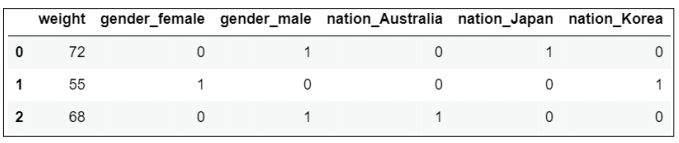 weight gender_female gender_male nation_Australia nation_Japan nation_Korea
0 72 0 1 0 1 0
1 55 1 0 0 0 1
2 68 0 1 1 0 0